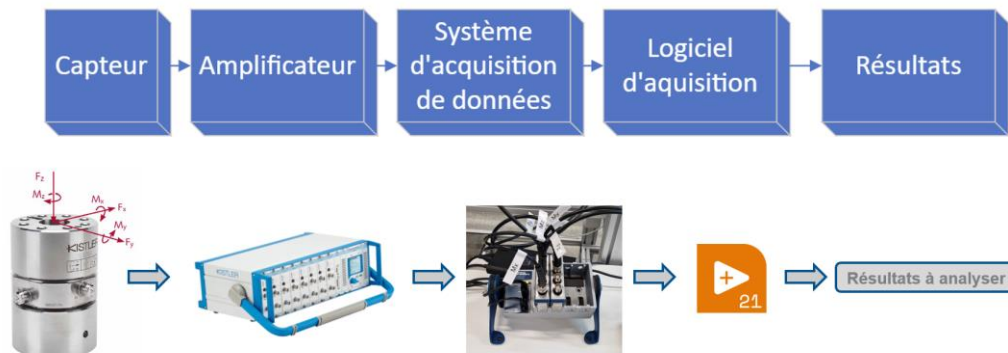 Capteur
Amplificateur
Système
d'acquisition
de données
Logiciel
d'aquisition
Résultats
Fz
Mz
Mx
Fx
My
Fy
KISTLER
Résultats à analyser
21